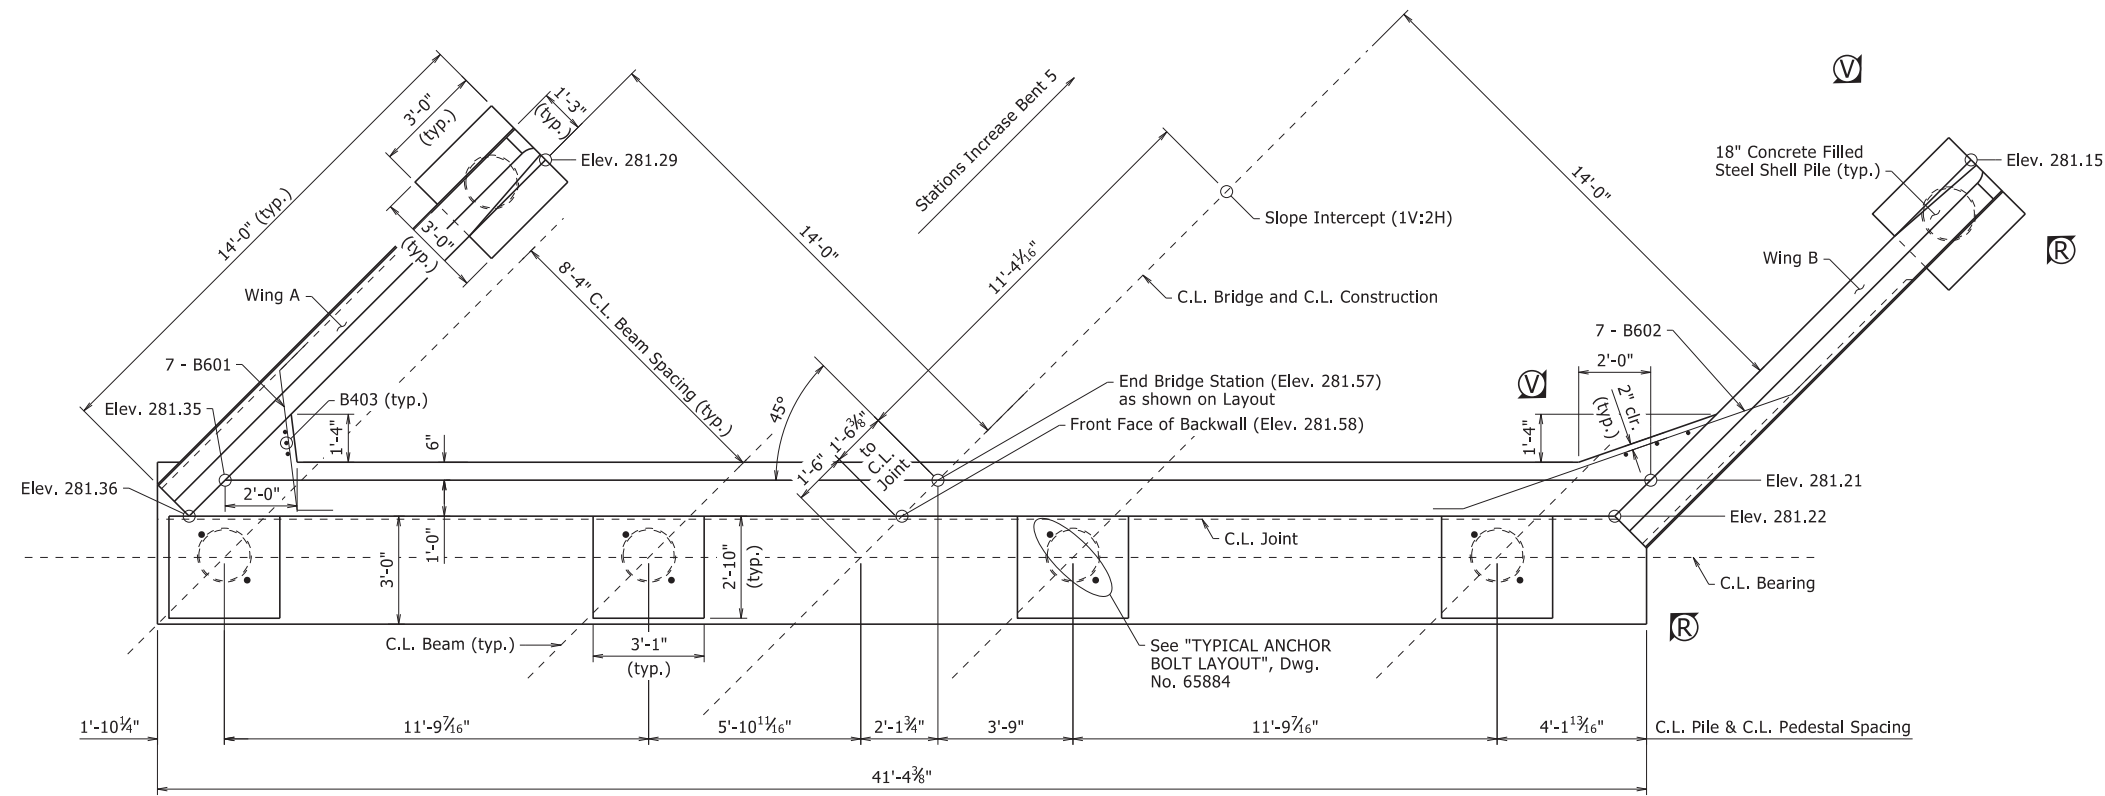 3'-0"
(typ.)
1'-3"
(typ.)
Elev. 281.29
14'-0" (typ.)
3'-0"
(typ.)
Stations Increase Bent 5
14'-0"
11'-4 1/16"
Slope Intercept (1V:2H)
14'-0"
V
18" Concrete Filled
Steel Shell Pile (typ.)
Elev. 281.15
R
Wing A
8'-4" C.L. Beam Spacing (typ.)
C.L. Bridge and C.L. Construction
Wing B
7 - B601
7 - B602
2'-0"
V
2" clr.
(typ.)
1'-4"
Elev. 281.35
B403 (typ.)
1'-4"
6"
45°
1'-6 3/8"
to
C.L.
Joint
1'-6"
End Bridge Station (Elev. 281.57)
as shown on Layout
Front Face of Backwall (Elev. 281.58)
Elev. 281.36
2'-0"
Elev. 281.21
Elev. 281.22
1'-0"
3'-0"
2'-10"
(typ.)
C.L. Joint
C.L. Bearing
R
C.L. Beam (typ.)
3'-1"
(typ.)
See "TYPICAL ANCHOR
BOLT LAYOUT", Dwg.
No. 65884
1'-10 1/4"
11'-9 7/16"
5'-10 11/16"
2'-1 3/4"
3'-9"
11'-9 7/16"
4'-1 13/16"
C.L. Pile & C.L. Pedestal Spacing
41'-4 3/8"